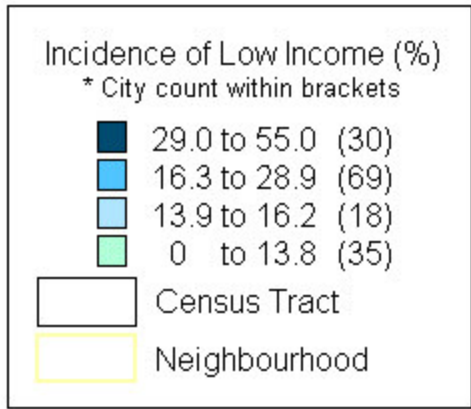 Incidence of Low Income (%)
* City count within brackets
29.0 to 55.0 (30)
16.3 to 28.9 (69)
13.9 to 16.2 (18)
0 to 13.8 (35)
Census Tract
Neighbourhood